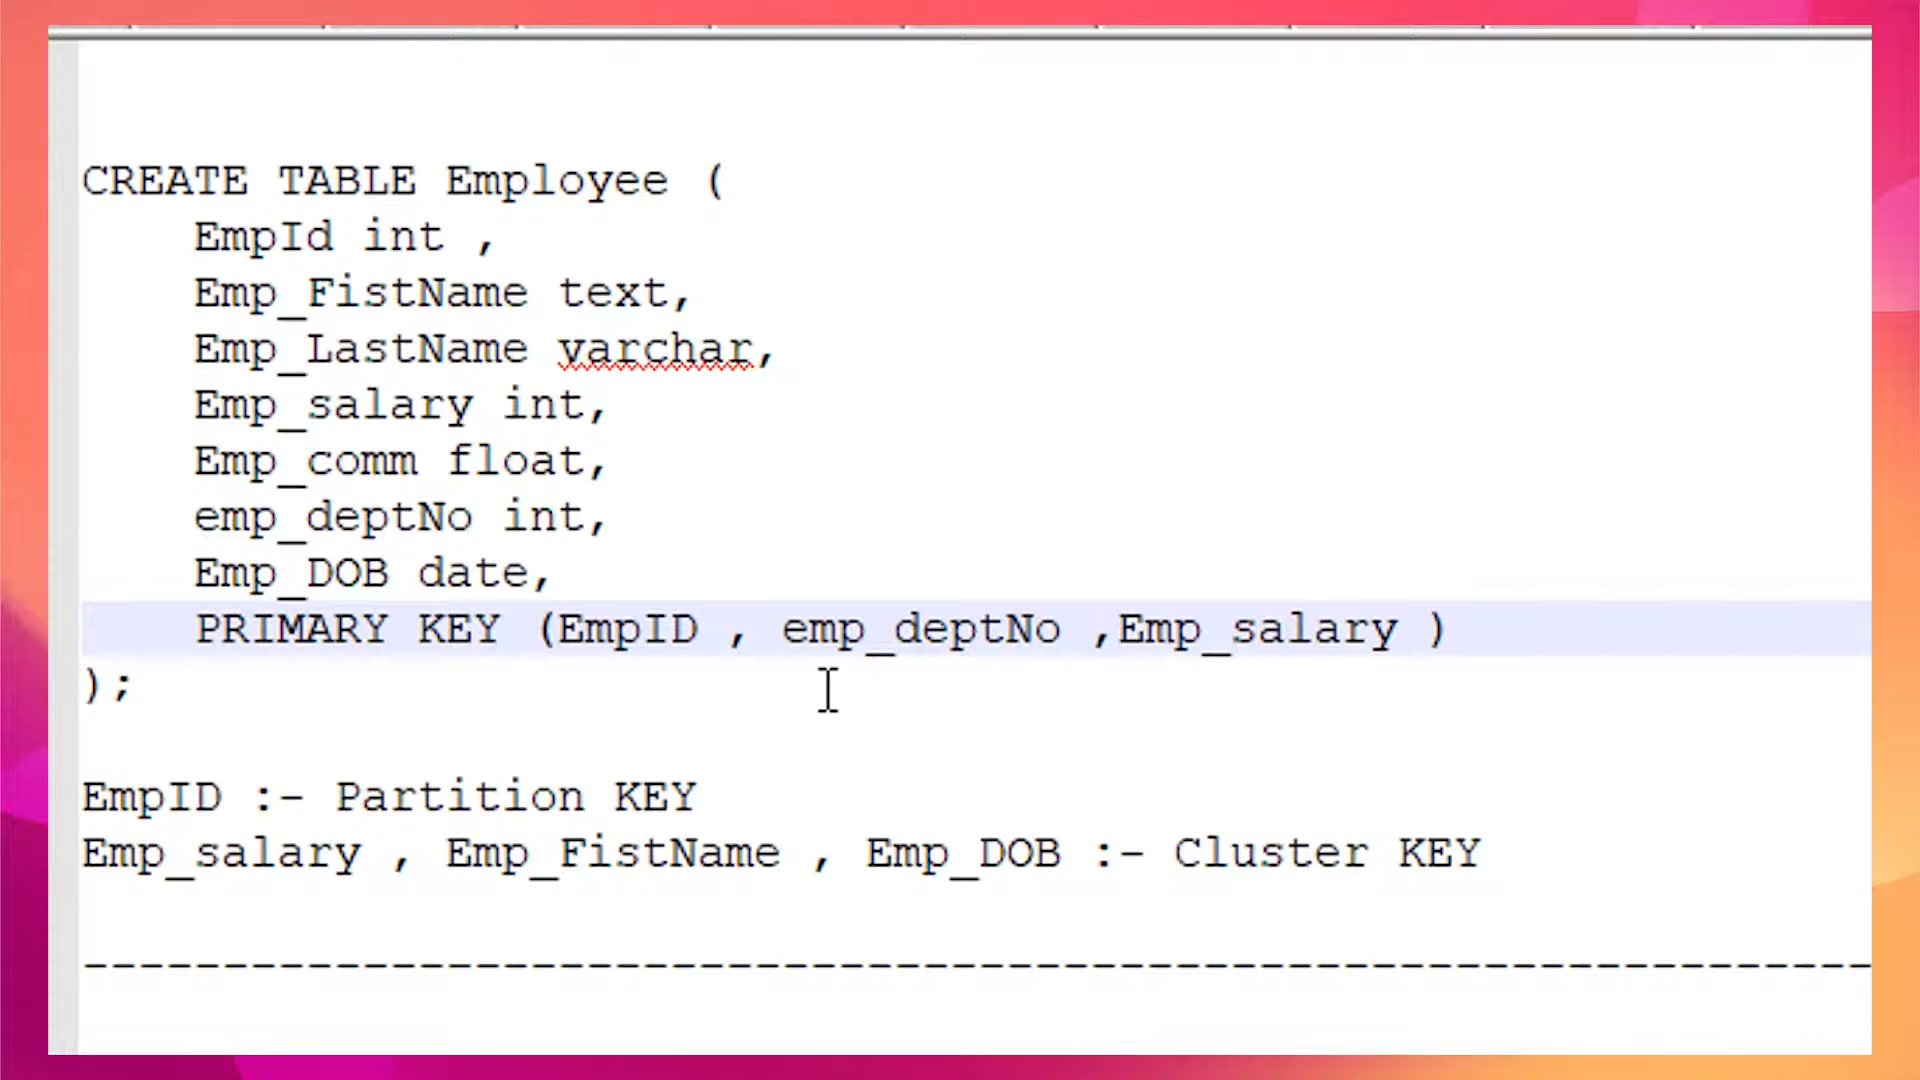 CREATE TABLE Employee (
EmpId int ,
Emp_FistName text,
Emp_LastName varchar,
Emp_salary int,
Emp_comm float,
emp_deptNo int,
Emp_DOB date,
PRIMARY KEY (EmpID , emp_deptNo ,Emp_salary )
);
EmpID :- Partition KEY
Emp_salary , Emp_FistName , Emp_DOB :- Cluster KEY
----------------------------------------------------------------